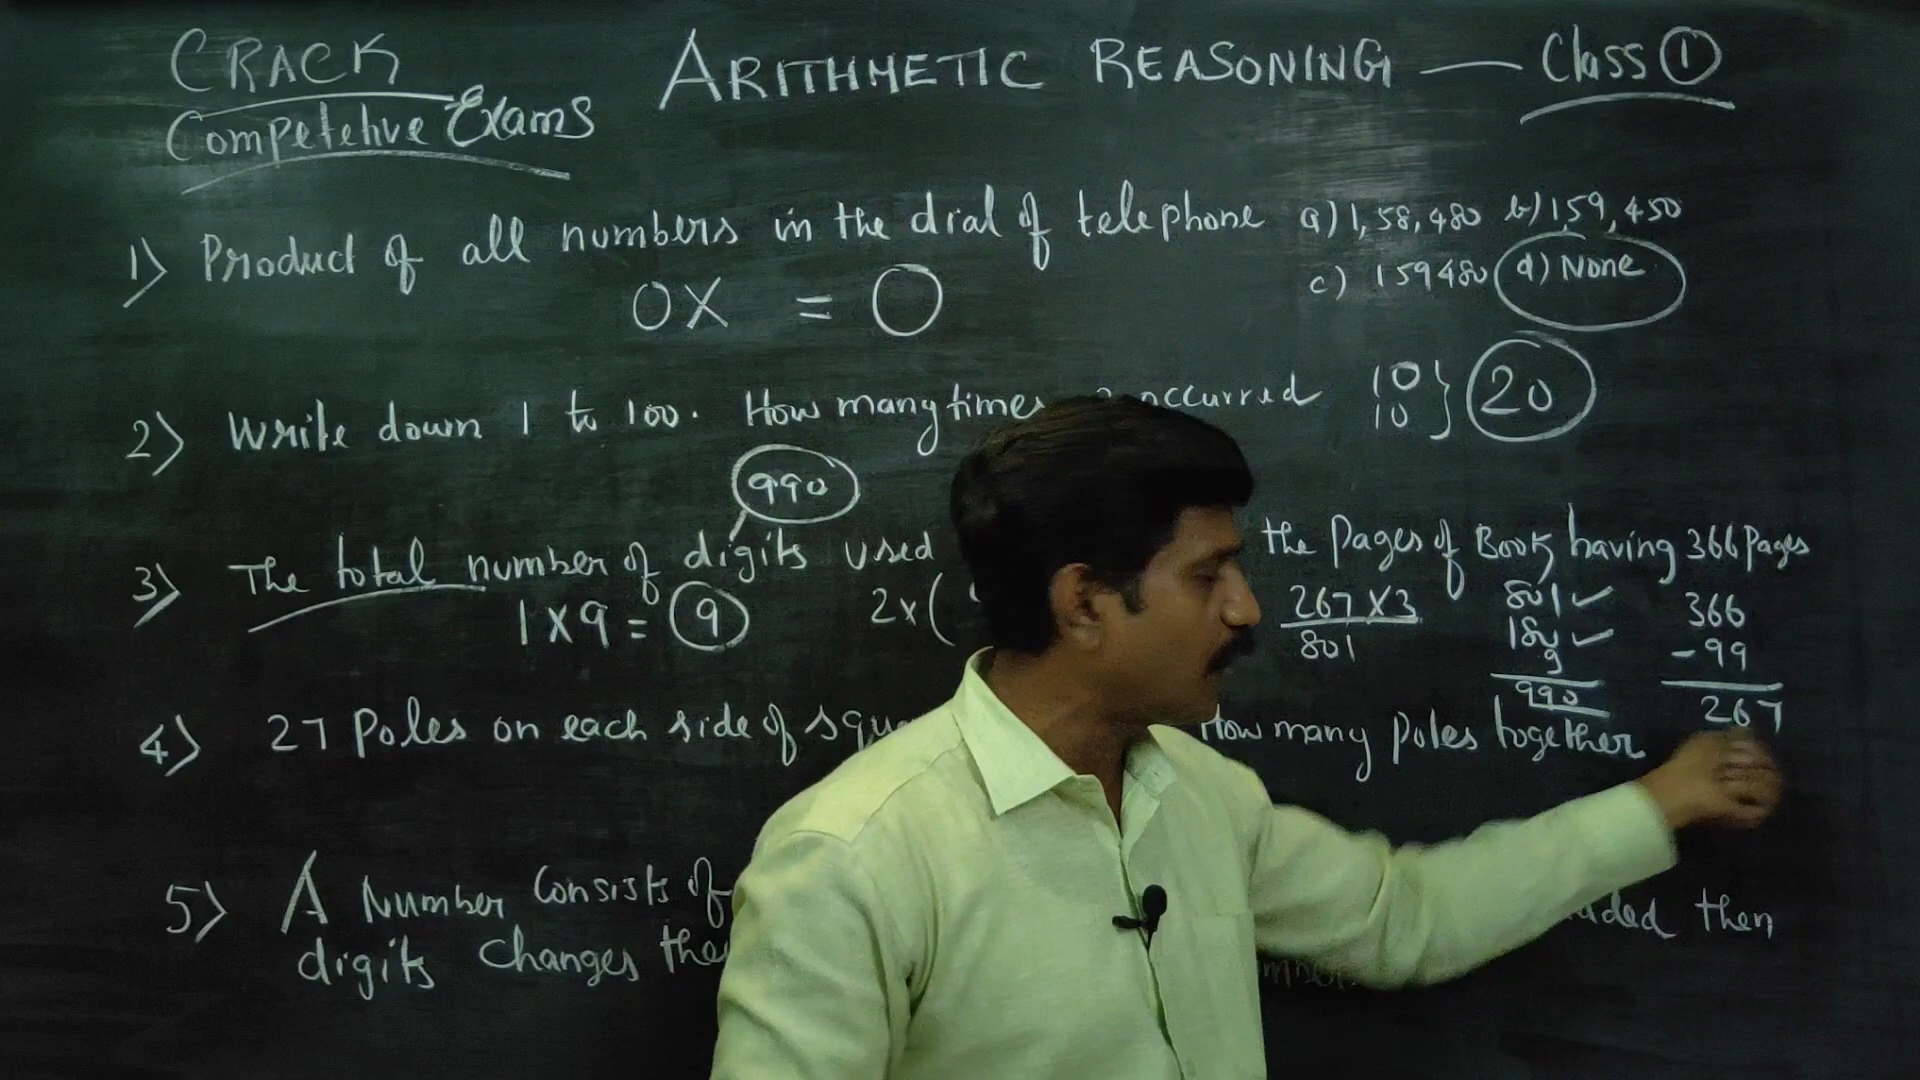 CRACK
Competetive Exams
ARITHMETIC REASONING — Class 1
1) Product of all numbers in the dial of telephone a) 1,58,480 b) 159,450
c) 159480 d) None
0X = 0
2) Write down 1 to 100. How many times occurred 10
10 } 20
990
3) The total number of digits used the Pages of Book having 366 Pages
1 X 9 = 9 2 x ( 267 X 3 801 ✓ 366
801 180 ✓ - 99
9
990 267
4) 27 Poles on each side of How many poles together
5) A Number Consists of then
digits changes